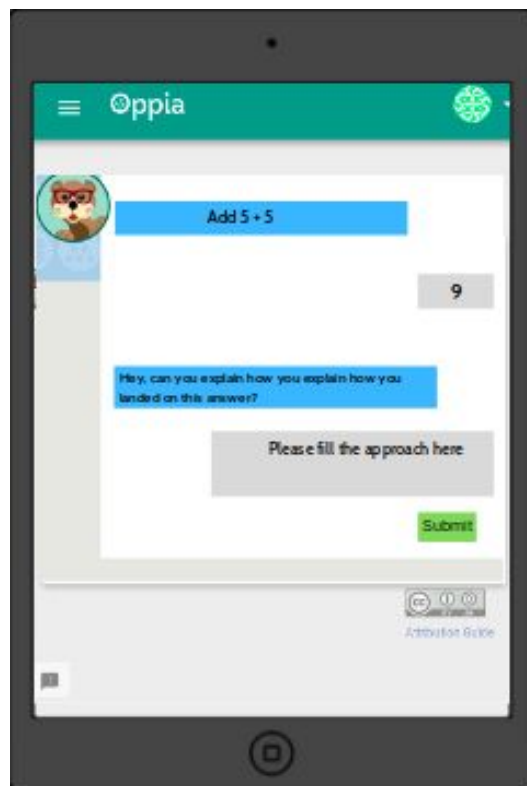 Oppia
Add 5 + 5
9
Hey, can you explain how you explain how you
landed on this answer?
Please fill the approach here
Submit
cc
Attribution Guide